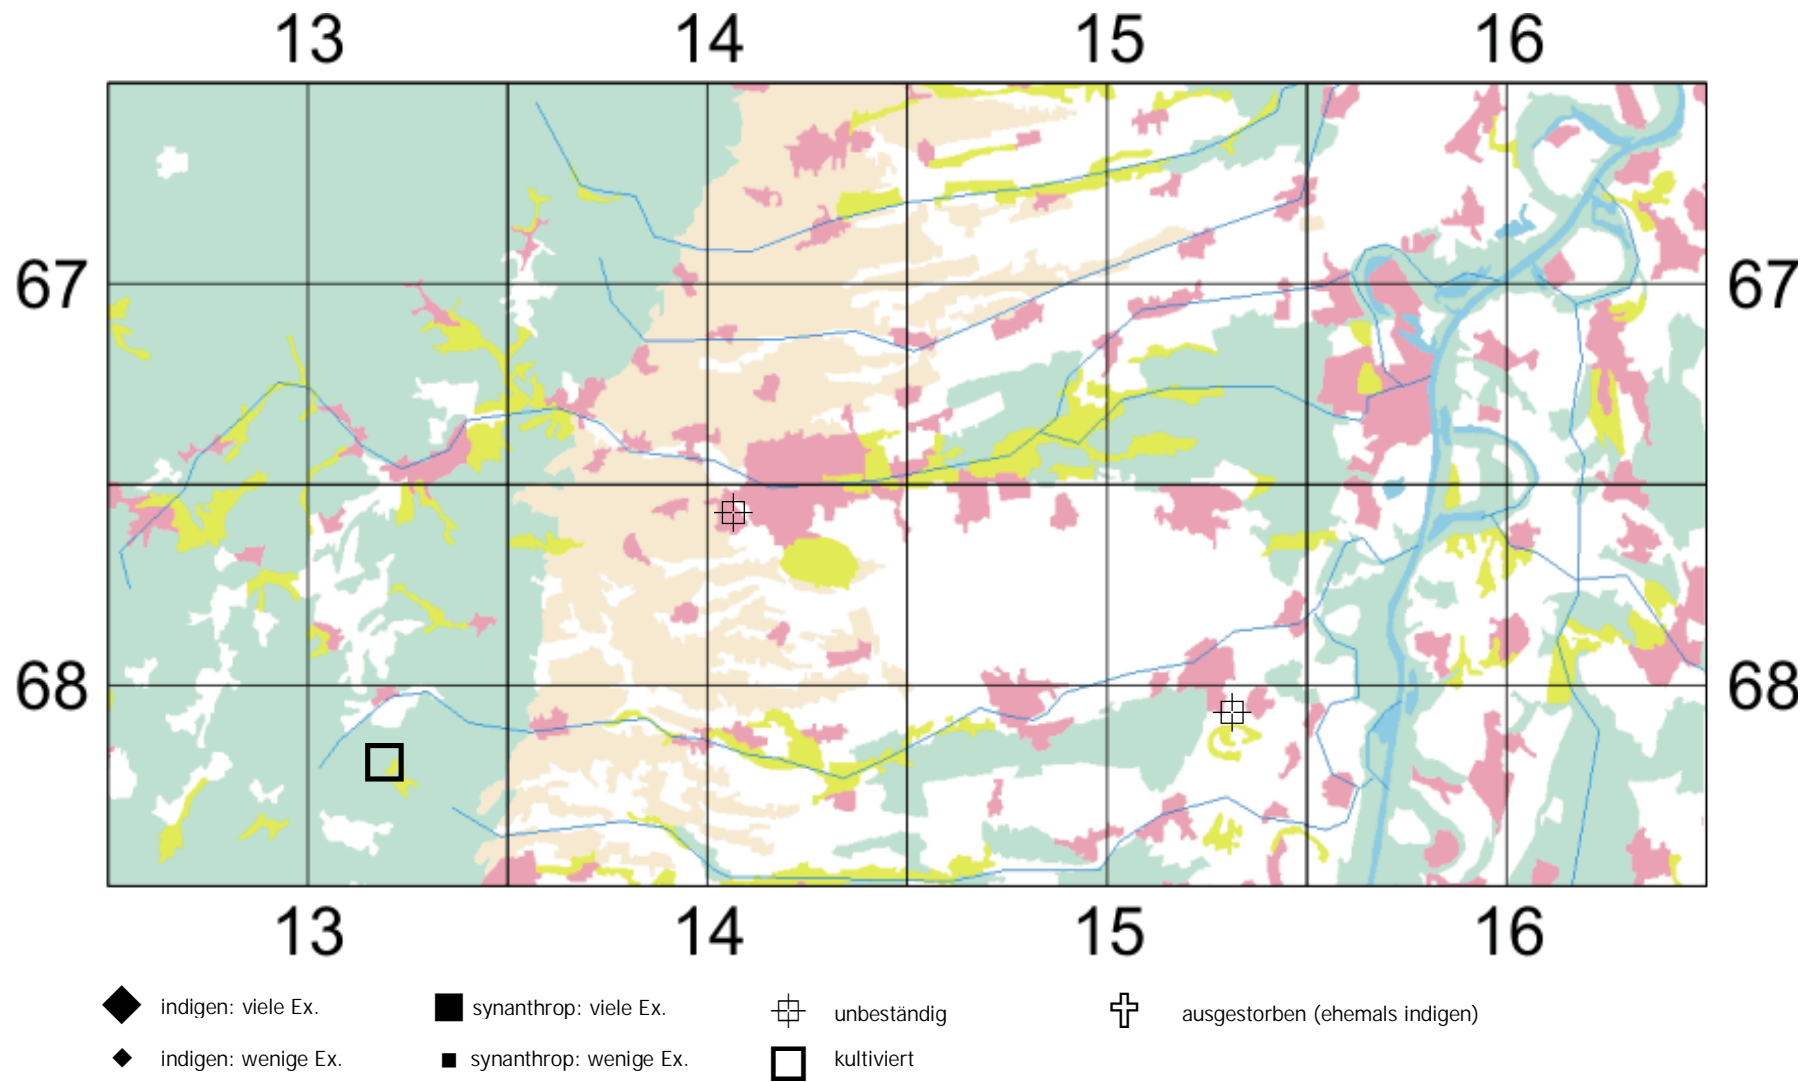 13 14 15 16
67 67
68 68
13 14 15 16
indigen: viele Ex. synanthrop: viele Ex. unbeständig ausgestorben (ehemals indigen)
indigen: wenige Ex. synanthrop: wenige Ex. kultiviert